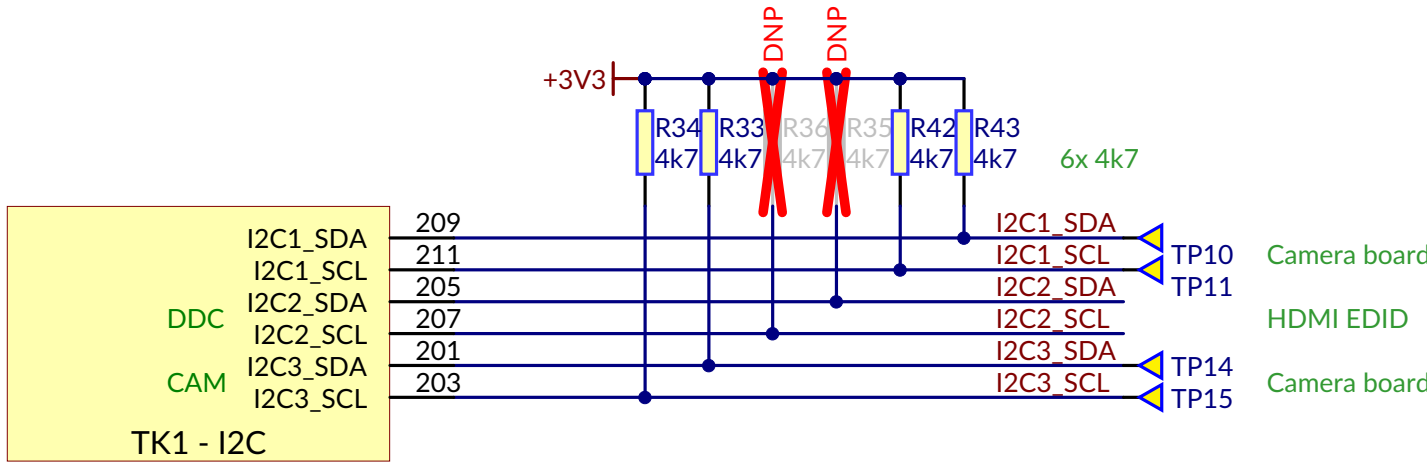 DNP DNP
+3V3
R34 R33 R36 R35 R42 R43
4k7 4k7 4k7 4k7 4k7 4k7 6x 4k7
I2C1_SDA 209 I2C1_SDA
I2C1_SCL 211 I2C1_SCL TP10 Camera board
I2C2_SDA 205 I2C2_SDA TP11
DDC I2C2_SCL 207 I2C2_SCL HDMI EDID
I2C3_SDA 201 I2C3_SDA TP14
CAM I2C3_SCL 203 I2C3_SCL TP15 Camera board
TK1 - I2C